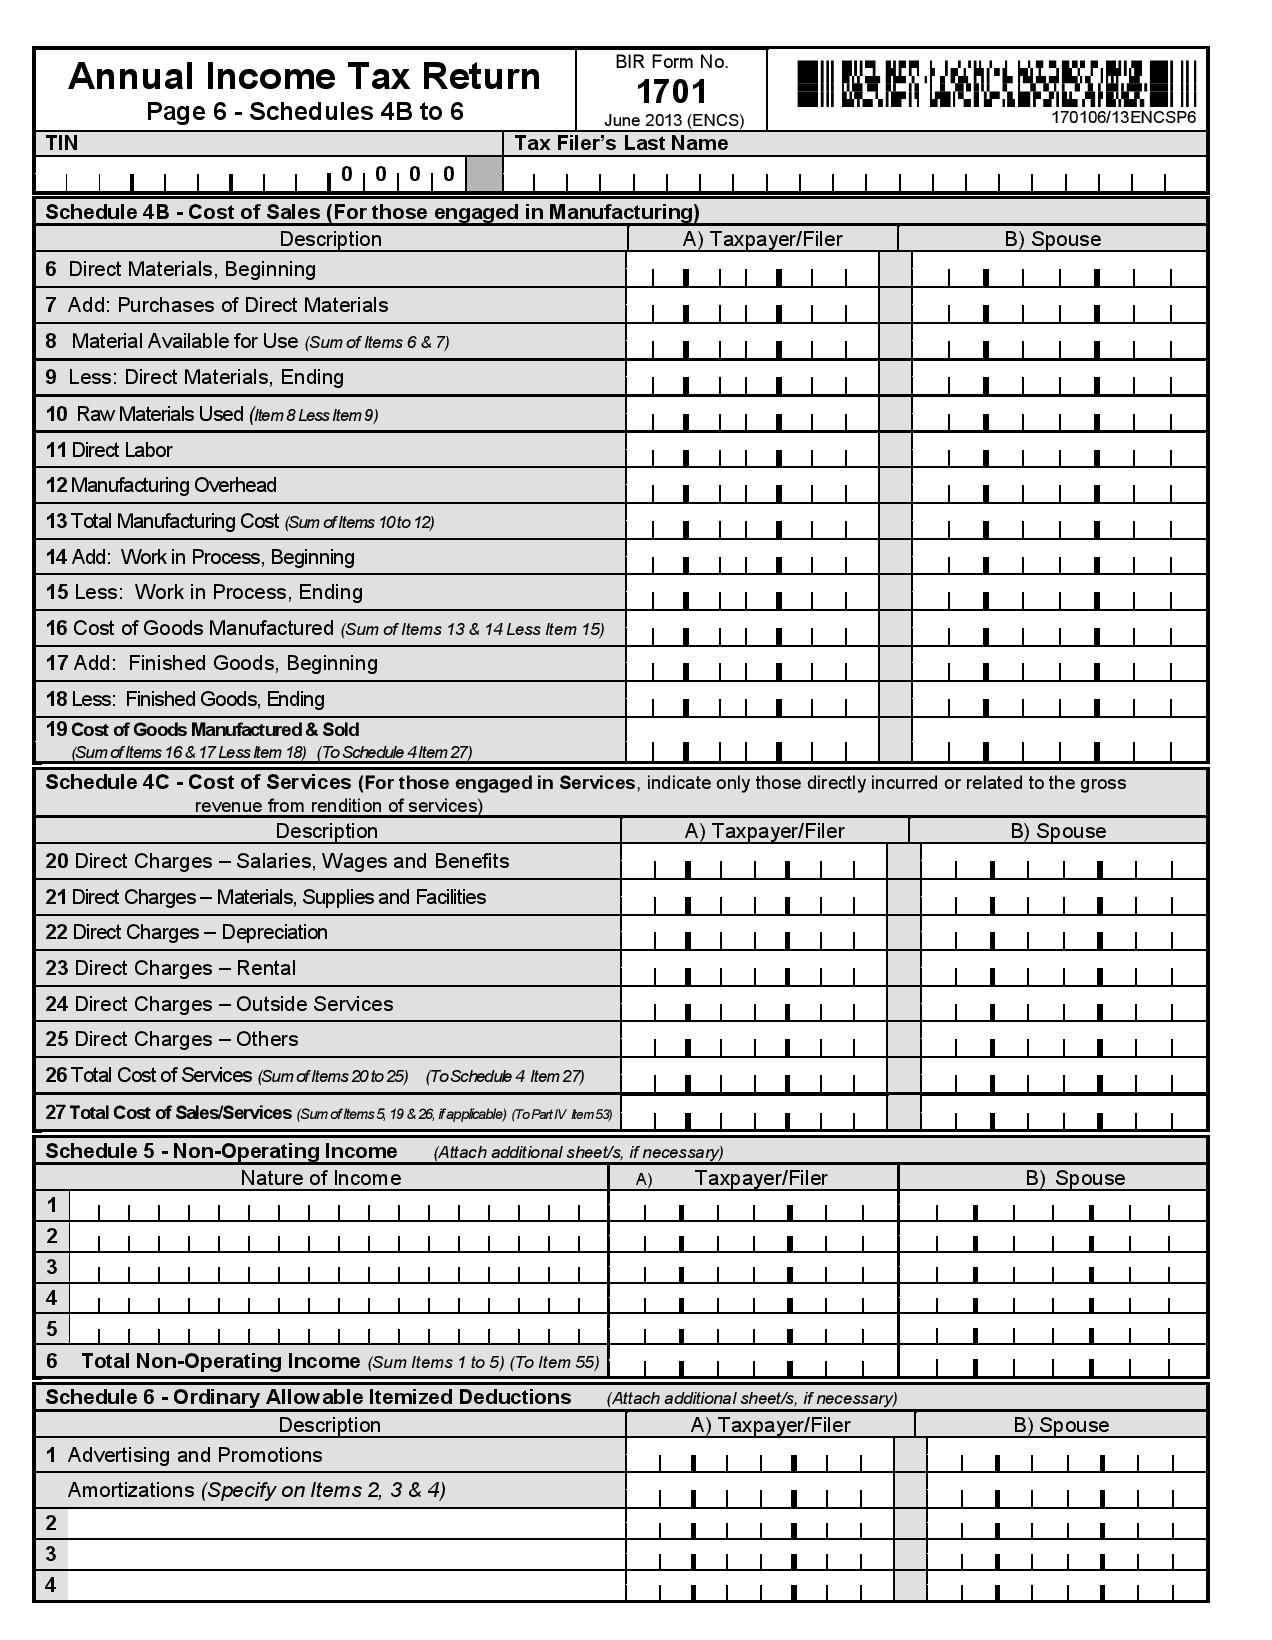 Annual Income Tax Return
Page 6 - Schedules 4B to 6
BIR Form No.
1701
June 2013 (ENCS)
170106/13ENCSP6
TIN
Tax Filer's Last Name
0 0 0 0
Schedule 4B - Cost of Sales (For those engaged in Manufacturing)
Description A) Taxpayer/Filer B) Spouse
6 Direct Materials, Beginning
7 Add: Purchases of Direct Materials
8 Material Available for Use (Sum of Items 6 & 7)
9 Less: Direct Materials, Ending
10 Raw Materials Used (Item 8 Less Item 9)
11 Direct Labor
12 Manufacturing Overhead
13 Total Manufacturing Cost (Sum of Items 10 to 12)
14 Add: Work in Process, Beginning
15 Less: Work in Process, Ending
16 Cost of Goods Manufactured (Sum of Items 13 & 14 Less Item 15)
17 Add: Finished Goods, Beginning
18 Less: Finished Goods, Ending
19 Cost of Goods Manufactured & Sold
(Sum of Items 16 & 17 Less Item 18) (To Schedule 4 Item 27)
Schedule 4C - Cost of Services (For those engaged in Services, indicate only those directly incurred or related to the gross
revenue from rendition of services)
Description A) Taxpayer/Filer B) Spouse
20 Direct Charges – Salaries, Wages and Benefits
21 Direct Charges – Materials, Supplies and Facilities
22 Direct Charges – Depreciation
23 Direct Charges – Rental
24 Direct Charges – Outside Services
25 Direct Charges – Others
26 Total Cost of Services (Sum of Items 20 to 25) (To Schedule 4 Item 27)
27 Total Cost of Sales/Services (Sum of Items 5, 19 & 26, if applicable) (To Part IV Item 53)
Schedule 5 - Non-Operating Income (Attach additional sheet/s, if necessary)
Nature of Income A) Taxpayer/Filer B) Spouse
1
2
3
4
5
6 Total Non-Operating Income (Sum Items 1 to 5) (To Item 55)
Schedule 6 - Ordinary Allowable Itemized Deductions (Attach additional sheet/s, if necessary)
Description A) Taxpayer/Filer B) Spouse
1 Advertising and Promotions
Amortizations (Specify on Items 2, 3 & 4)
2
3
4